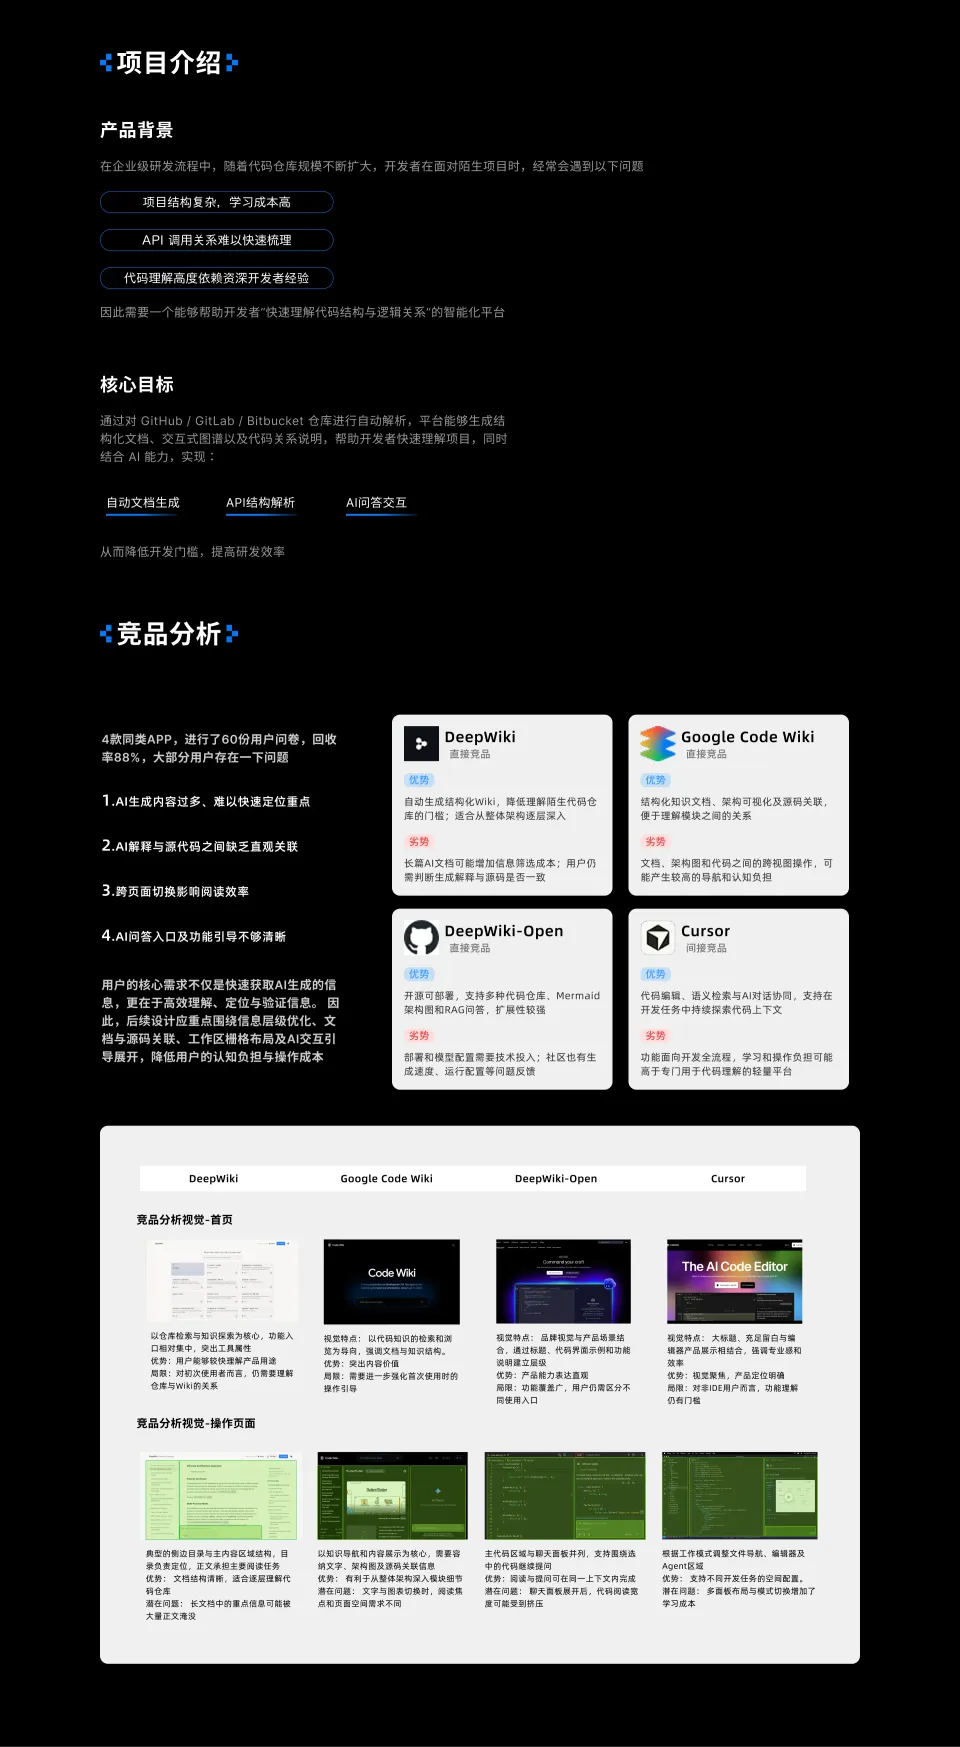 项目介绍
产品背景
在企业级研发流程中，随着代码仓库规模不断扩大，开发者在面对陌生项目时，经常会遇到以下问题
项目结构复杂，学习成本高
API 调用关系难以快速梳理
代码理解高度依赖资深开发者经验
因此需要一个能够帮助开发者“快速理解代码结构与逻辑关系”的智能化平台
核心目标
通过对 GitHub / GitLab / Bitbucket 仓库进行自动解析，平台能够生成结
构化文档、交互式图谱以及代码关系说明，帮助开发者快速理解项目，同时
结合 AI 能力，实现：
自动文档生成
API结构解析
AI问答交互
从而降低开发门槛，提高研发效率
竞品分析
4款同类APP，进行了60份用户问卷，回收
率88%，大部分用户存在一下问题
1.AI生成内容过多、难以快速定位重点
2.AI解释与源代码之间缺乏直观关联
3.跨页面切换影响阅读效率
4.AI问答入口及功能引导不够清晰
用户的核心需求不仅是快速获取AI生成的信
息，更在于高效理解、定位与验证信息。 因
此，后续设计应重点围绕信息层级优化、文
档与源码关联、工作区栅格布局及AI交互引
导展开，降低用户的认知负担与操作成本
DeepWiki
直接竞品
优势
自动生成结构化Wiki，降低理解陌生代码仓
库的门槛；适合从整体架构逐层深入
劣势
长篇AI文档可能增加信息筛选成本；用户仍
需判断生成解释与源码是否一致
Google Code Wiki
直接竞品
优势
结构化知识文档、架构可视化及源码关联，
便于理解模块之间的关系
劣势
文档、架构图和代码之间的跨视图操作，可
能产生较高的导航和认知负担
DeepWiki-Open
直接竞品
优势
开源可部署，支持多种代码仓库、Mermaid
架构图和RAG问答，扩展性较强
劣势
部署和模型配置需要技术投入；社区也有生
成速度、运行配置等问题反馈
Cursor
间接竞品
优势
代码编辑、语义检索与AI对话协同，支持在
开发任务中持续探索代码上下文
劣势
功能面向开发全流程，学习和操作负担可能
高于专门用于代码理解的轻量平台
DeepWiki
Google Code Wiki
DeepWiki-Open
Cursor
竞品分析视觉-首页
Code Wiki
Command your craft
The AI Code Editor
以仓库检索与知识探索为核心，功能入
口相对集中，突出工具属性
优势：用户能够较快理解产品用途
局限：对初次使用者而言，仍需要理解
仓库与Wiki的关系
视觉特点： 以代码知识的检索和浏
览为导向，强调文档与知识结构。
优势：突出内容价值
局限：需要进一步强化首次使用时的
操作引导
视觉特点： 品牌视觉与产品场景结
合，通过标题、代码界面示例和功能
说明建立层级
优势：产品能力表达直观
局限：功能覆盖广，用户仍需区分不
同使用入口
视觉特点： 大标题、充足留白与编
辑器产品展示相结合，强调专业感和
效率
优势：视觉聚焦，产品定位明确
局限：对非IDE用户而言，功能理解
仍有门槛
竞品分析视觉-操作页面
典型的侧边目录与主内容区域结构，目
录负责定位，正文承担主要阅读任务
优势： 文档结构清晰，适合逐层理解代
码仓库
潜在问题： 长文档中的重点信息可能被
大量正文淹没
以知识导航和内容展示为核心，需要容
纳文字、架构图及源码关联信息
优势： 有利于从整体架构深入模块细节
潜在问题： 文字与图表切换时，阅读焦
点和页面空间需求不同
主代码区域与聊天面板并列，支持围绕选
中的代码继续提问
优势：阅读与提问可在同一上下文内完成
潜在问题： 聊天面板展开后，代码阅读宽
度可能受到挤压
根据工作模式调整文件导航、编辑器及
Agent区域
优势： 支持不同开发任务的空间配置。
潜在问题： 多面板布局与模式切换增加了
学习成本